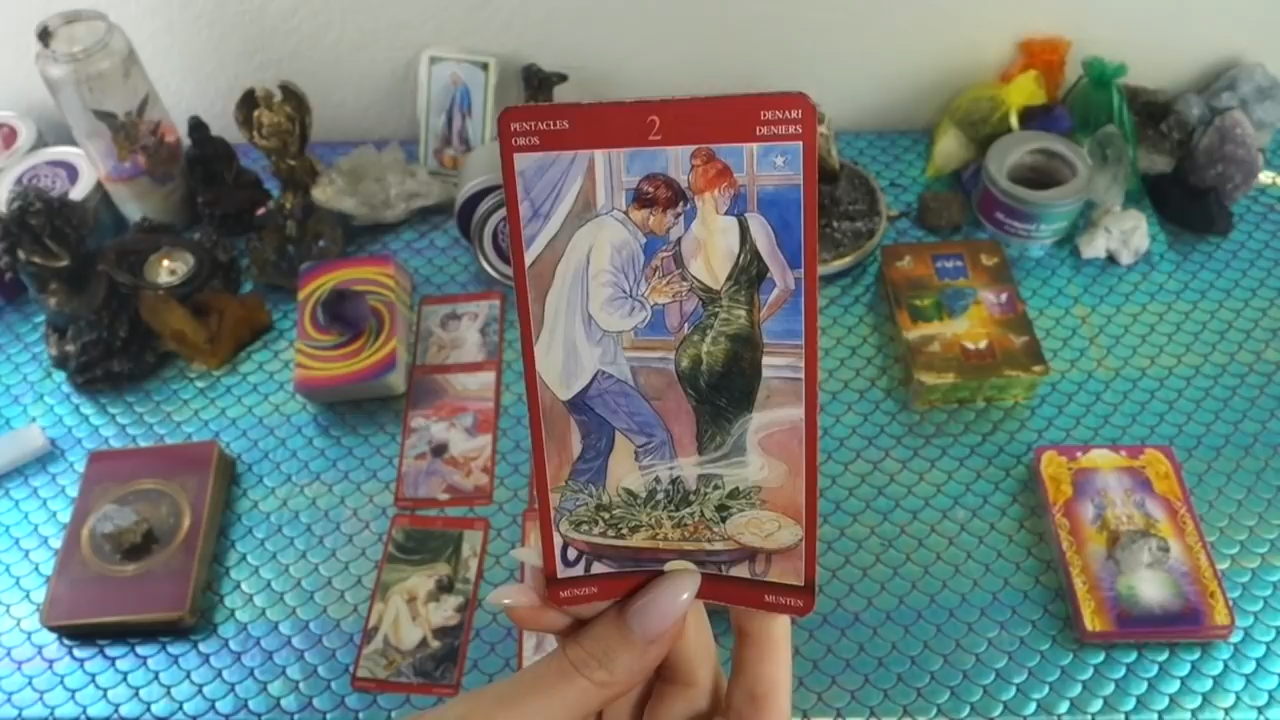 PENTACLES
OROS
2
DENARI
DENIERS
MÜNZEN
MUNTEN